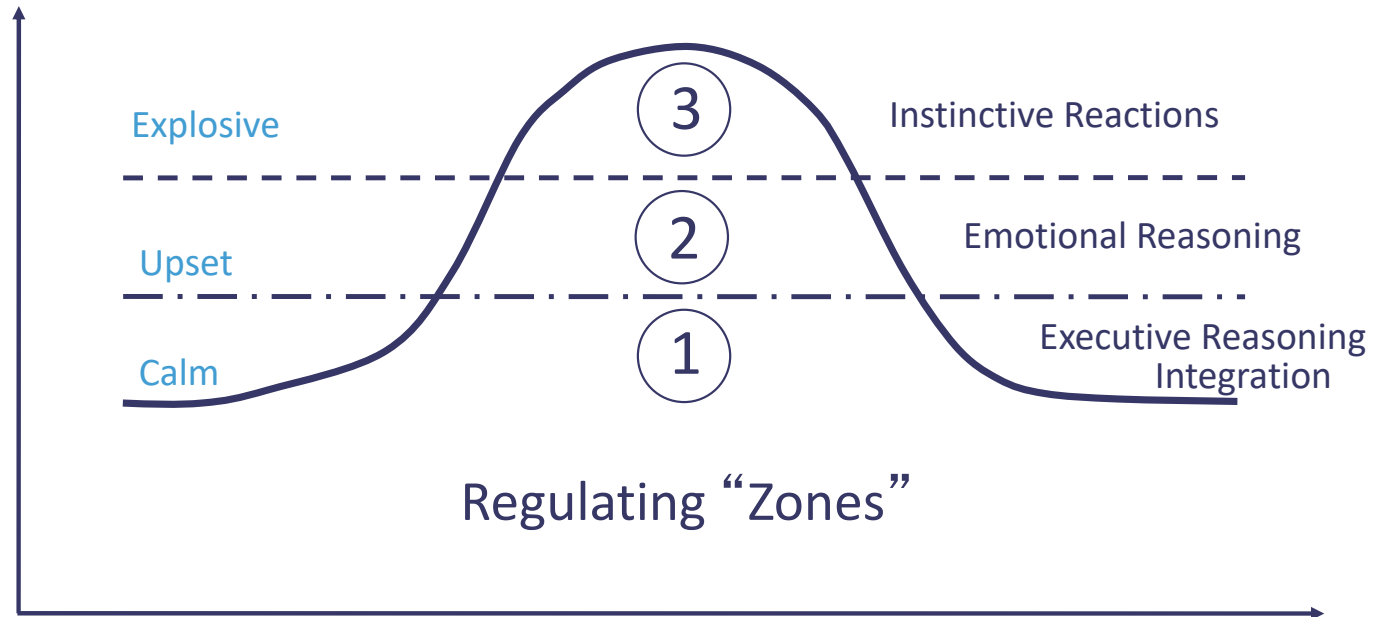 Explosive
3
Instinctive Reactions
Upset
2
Emotional Reasoning
Calm
1
Executive Reasoning
Integration
Regulating “Zones”